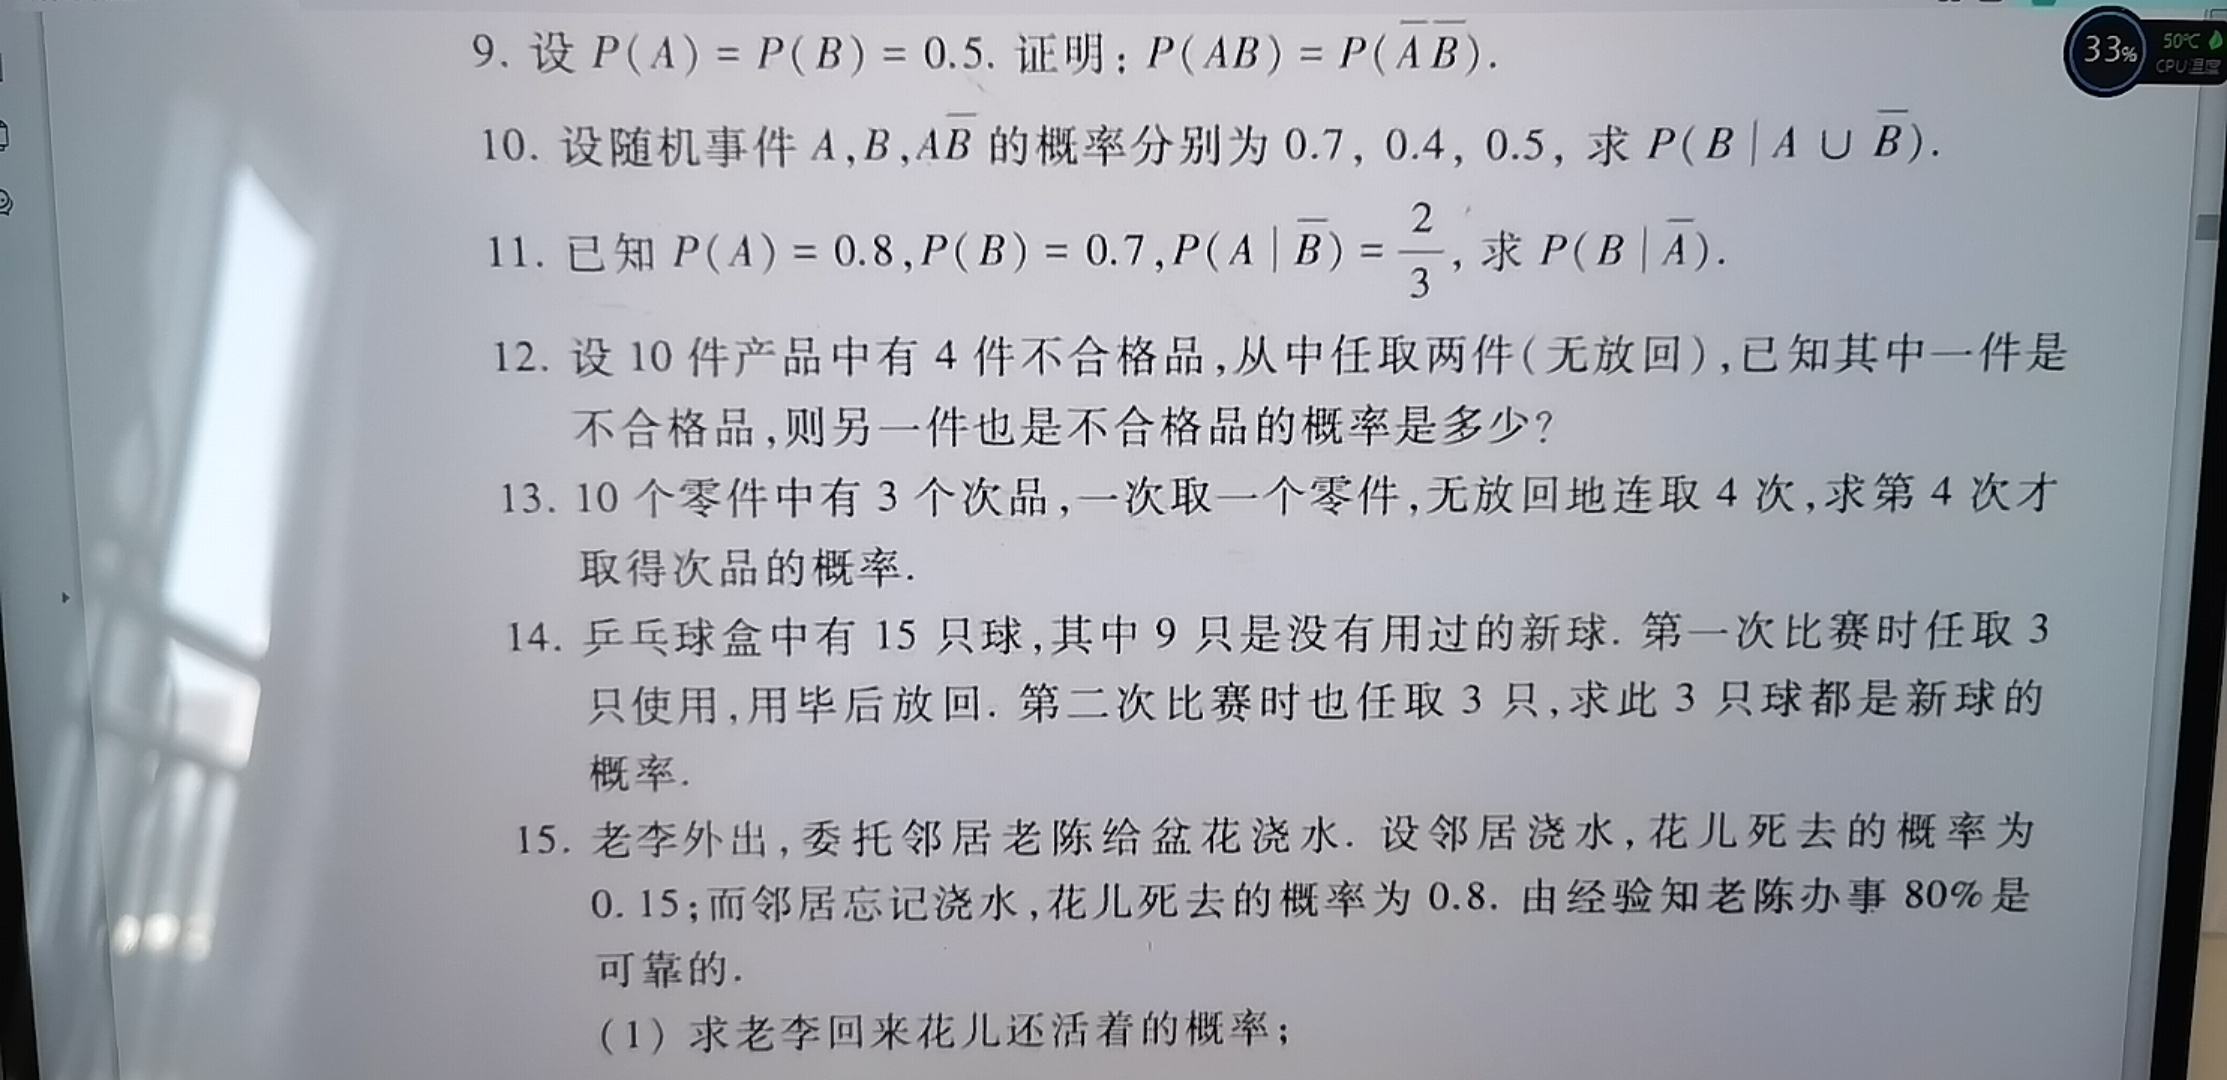 33%
50℃
CPU温度
9. 设 P(A) = P(B) = 0.5. 证明: P(AB) = P(A̅ B̅).
10. 设随机事件 A,B,AB̅ 的概率分别为 0.7, 0.4, 0.5, 求 P(B|A ∪ B̅).
11. 已知 P(A) = 0.8,P(B) = 0.7,P(A|B̅) = 2/3, 求 P(B|A̅).
12. 设 10 件产品中有 4 件不合格品,从中任取两件(无放回),已知其中一件是
不合格品,则另一件也是不合格品的概率是多少?
13. 10 个零件中有 3 个次品,一次取一个零件,无放回地连取 4 次,求第 4 次才
取得次品的概率.
14. 乒乓球盒中有 15 只球,其中 9 只是没有用过的新球. 第一次比赛时任取 3
只使用,用毕后放回. 第二次比赛时也任取 3 只,求此 3 只球都是新球的
概率.
15. 老李外出,委托邻居老陈给盆花浇水. 设邻居浇水,花儿死去的概率为
0.15;而邻居忘记浇水,花儿死去的概率为 0.8. 由经验知老陈办事 80%是
可靠的.
(1) 求老李回来花儿还活着的概率;